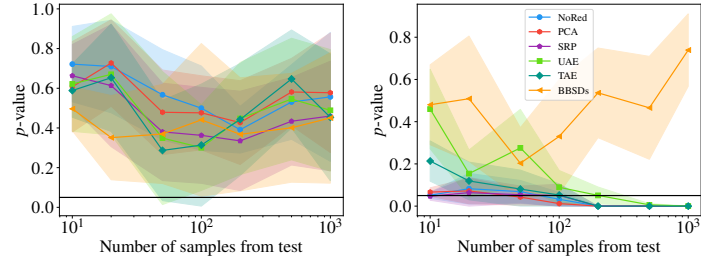 1.0
0.8
0.6
0.4
0.2
0.0
p-value
10¹
10²
10³
Number of samples from test
0.8
0.6
0.4
0.2
0.0
p-value
10¹
10²
10³
Number of samples from test
NoRed
PCA
SRP
UAE
TAE
BBSDs